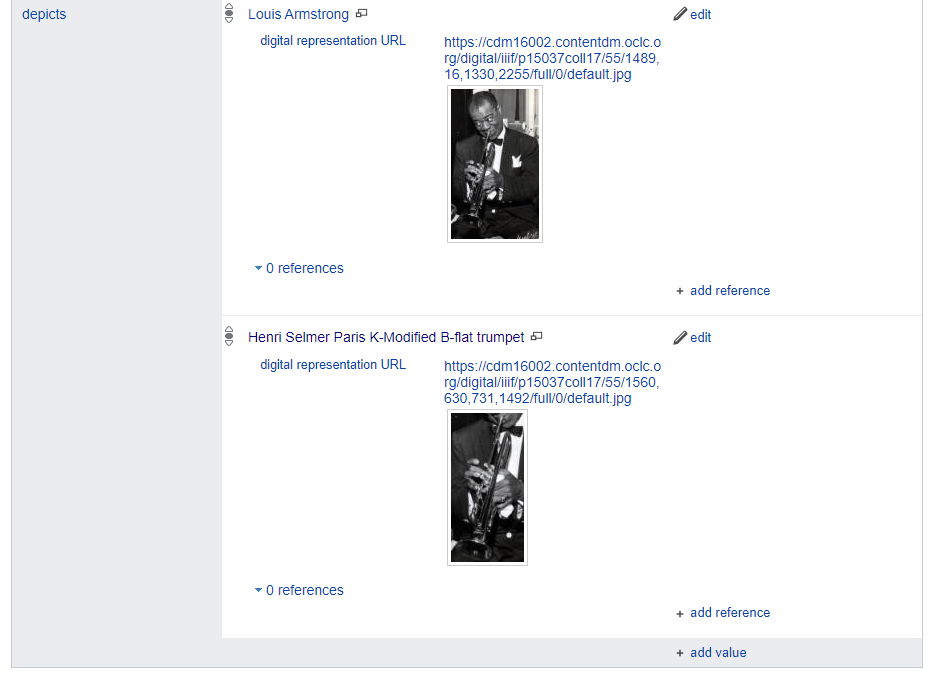 depicts
Louis Armstrong
edit
digital representation URL
https://cdm16002.contentdm.oclc.o
rg/digital/iiif/p15037coll17/55/1489,
16,1330,2255/full/0/default.jpg
0 references
+ add reference
Henri Selmer Paris K-Modified B-flat trumpet
edit
digital representation URL
https://cdm16002.contentdm.oclc.o
rg/digital/iiif/p15037coll17/55/1560,
630,731,1492/full/0/default.jpg
0 references
+ add reference
+ add value